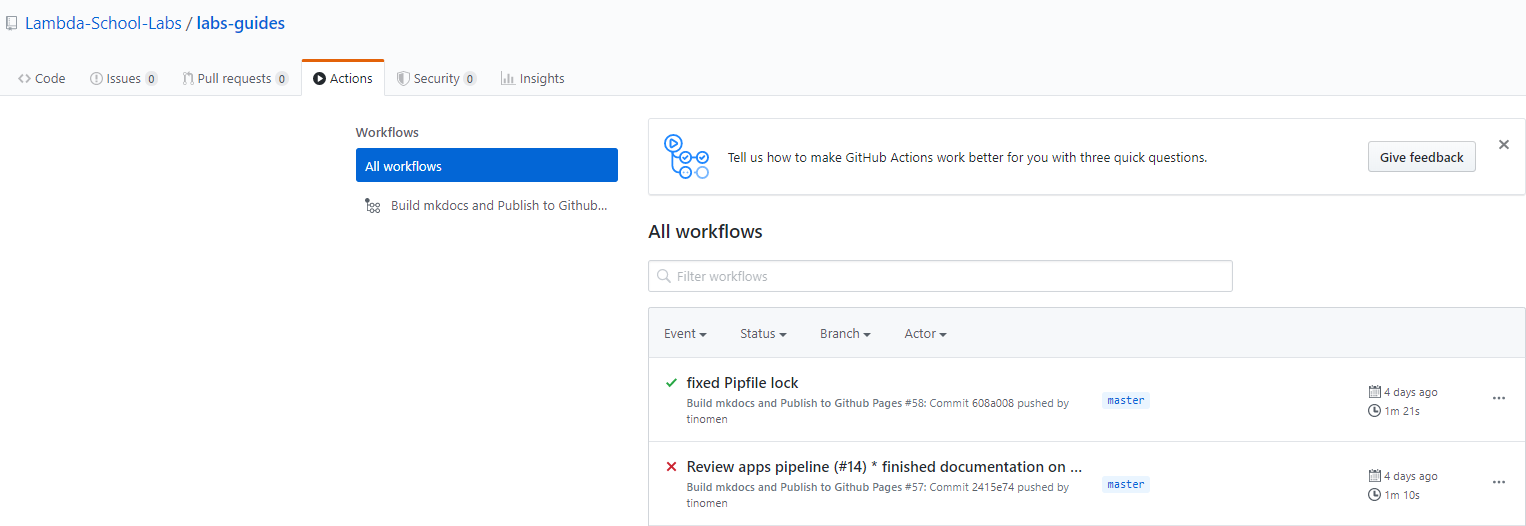 Lambda-School-Labs / labs-guides
Code Issues 0 Pull requests 0 Actions Security 0 Insights
Workflows
All workflows
Build mkdocs and Publish to Github...
Tell us how to make GitHub Actions work better for you with three quick questions.
Give feedback
All workflows
Filter workflows
Event Status Branch Actor
fixed Pipfile lock
Build mkdocs and Publish to Github Pages #58: Commit 608a008 pushed by
tinomen
master
4 days ago
1m 21s
Review apps pipeline (#14) * finished documentation on ...
Build mkdocs and Publish to Github Pages #57: Commit 2415e74 pushed by
tinomen
master
4 days ago
1m 10s